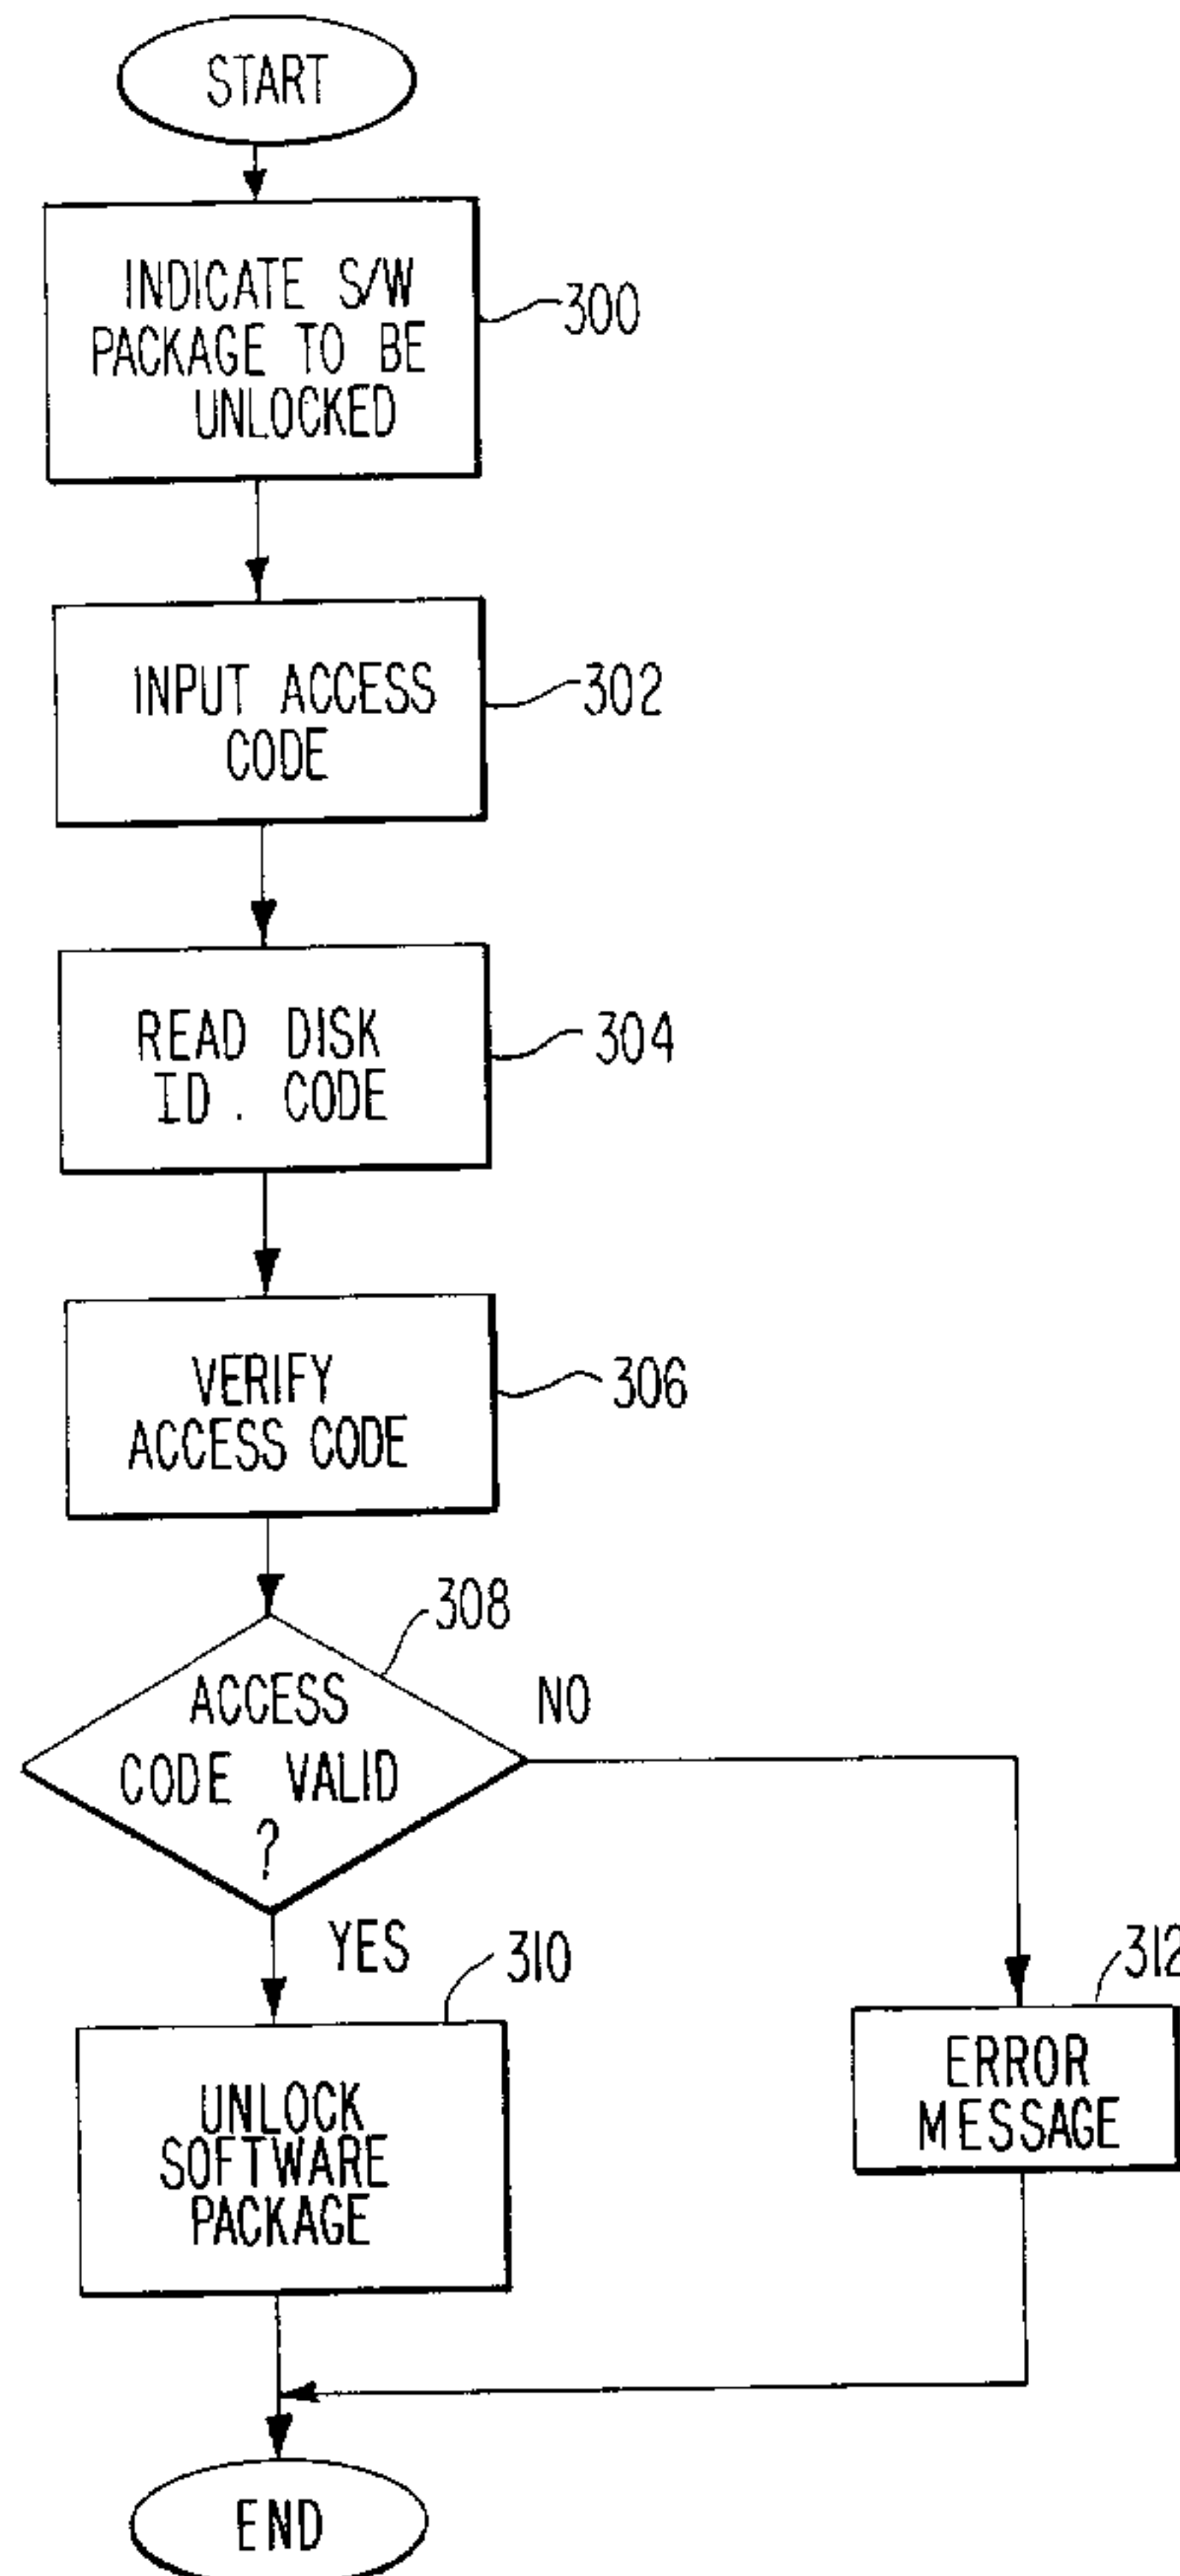 START
INDICATE S/W
PACKAGE TO BE
UNLOCKED
300
INPUT ACCESS
CODE
302
READ DISK
ID. CODE
304
VERIFY
ACCESS CODE
306
308
ACCESS
CODE VALID
?
NO
YES
310
312
UNLOCK
SOFTWARE
PACKAGE
ERROR
MESSAGE
END